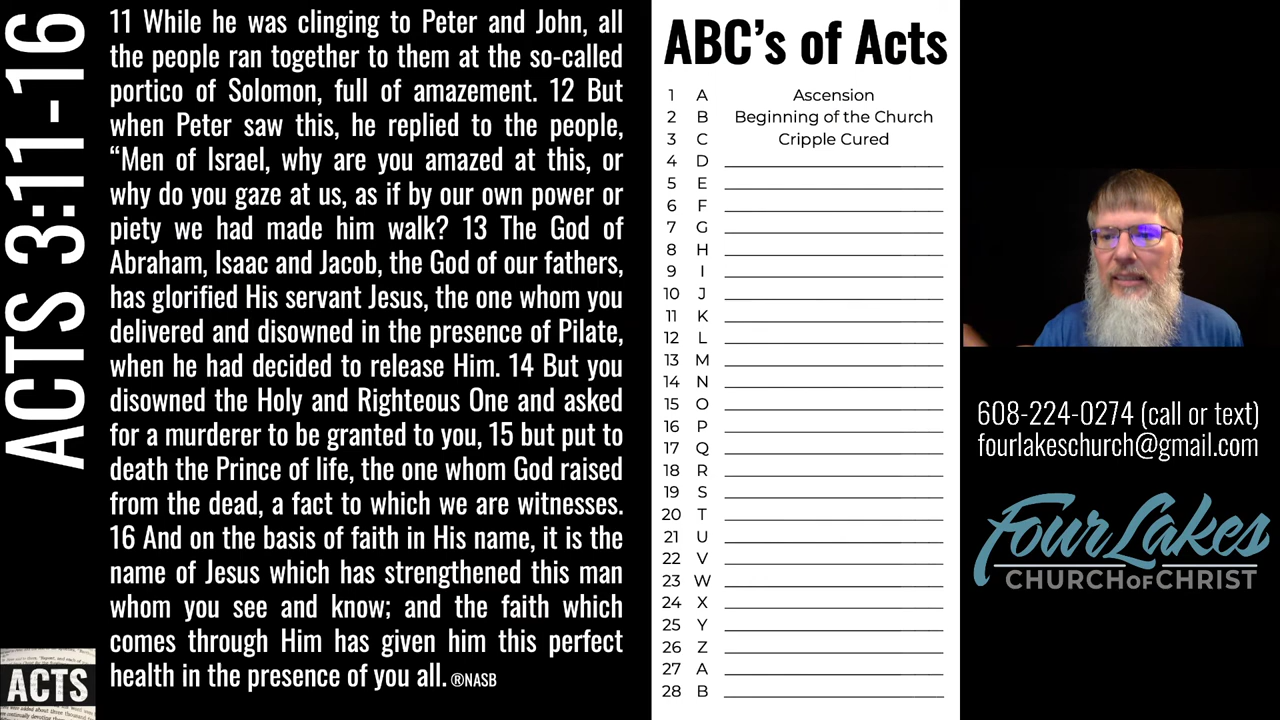 ACTS 3:11-16
11 While he was clinging to Peter and John, all
the people ran together to them at the so-called
portico of Solomon, full of amazement. 12 But
when Peter saw this, he replied to the people,
“Men of Israel, why are you amazed at this, or
why do you gaze at us, as if by our own power or
piety we had made him walk? 13 The God of
Abraham, Isaac and Jacob, the God of our fathers,
has glorified His servant Jesus, the one whom you
delivered and disowned in the presence of Pilate,
when he had decided to release Him. 14 But you
disowned the Holy and Righteous One and asked
for a murderer to be granted to you, 15 but put to
death the Prince of life, the one whom God raised
from the dead, a fact to which we are witnesses.
16 And on the basis of faith in His name, it is the
name of Jesus which has strengthened this man
whom you see and know; and the faith which
comes through Him has given him this perfect
health in the presence of you all. ®NASB
ACTS
ABC’s of Acts
1 A Ascension
2 B Beginning of the Church
3 C Cripple Cured
4 D
5 E
6 F
7 G
8 H
9 I
10 J
11 K
12 L
13 M
14 N
15 O
16 P
17 Q
18 R
19 S
20 T
21 U
22 V
23 W
24 X
25 Y
26 Z
27 A
28 B
608-224-0274 (call or text)
fourlakeschurch@gmail.com
Four Lakes
CHURCH OF CHRIST